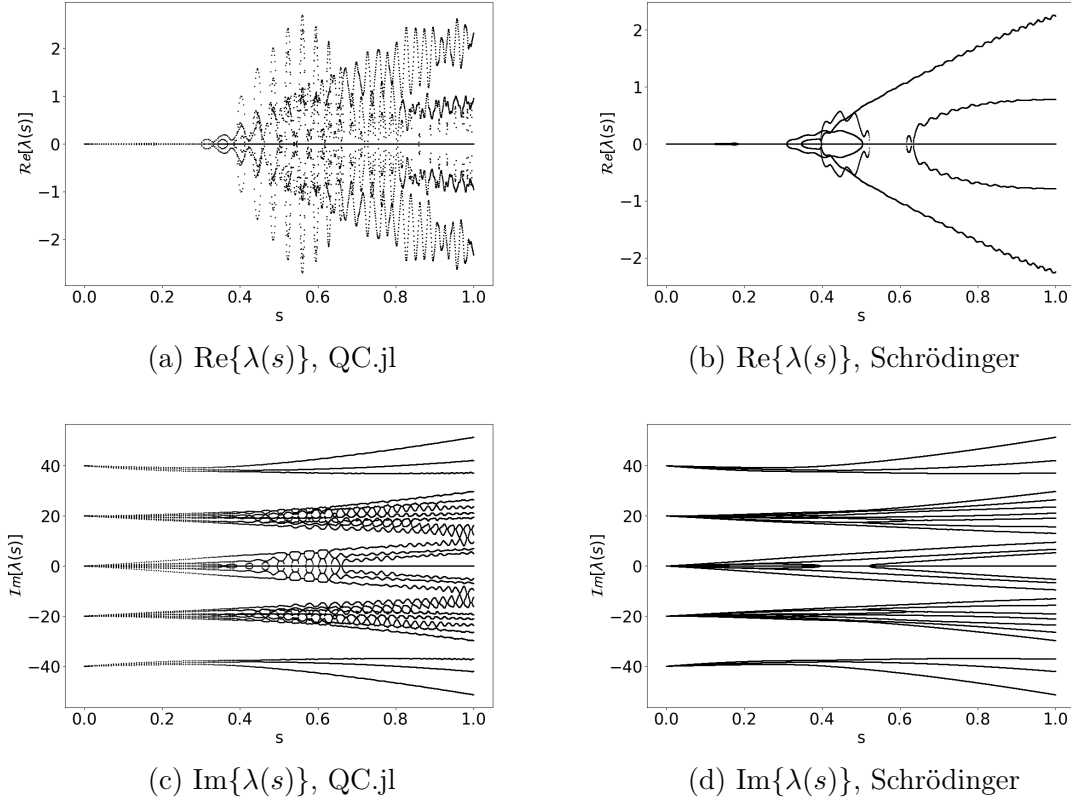 2
1
0
−1
−2
ℛe[λ(s)]
0.0 0.2 0.4 0.6 0.8 1.0
s
(a) Re{λ(s)}, QC.jl
2
1
0
−1
−2
ℛe[λ(s)]
0.0 0.2 0.4 0.6 0.8 1.0
s
(b) Re{λ(s)}, Schrödinger
40
20
0
−20
−40
ℐm[λ(s)]
0.0 0.2 0.4 0.6 0.8 1.0
s
(c) Im{λ(s)}, QC.jl
40
20
0
−20
−40
ℐm[λ(s)]
0.0 0.2 0.4 0.6 0.8 1.0
s
(d) Im{λ(s)}, Schrödinger